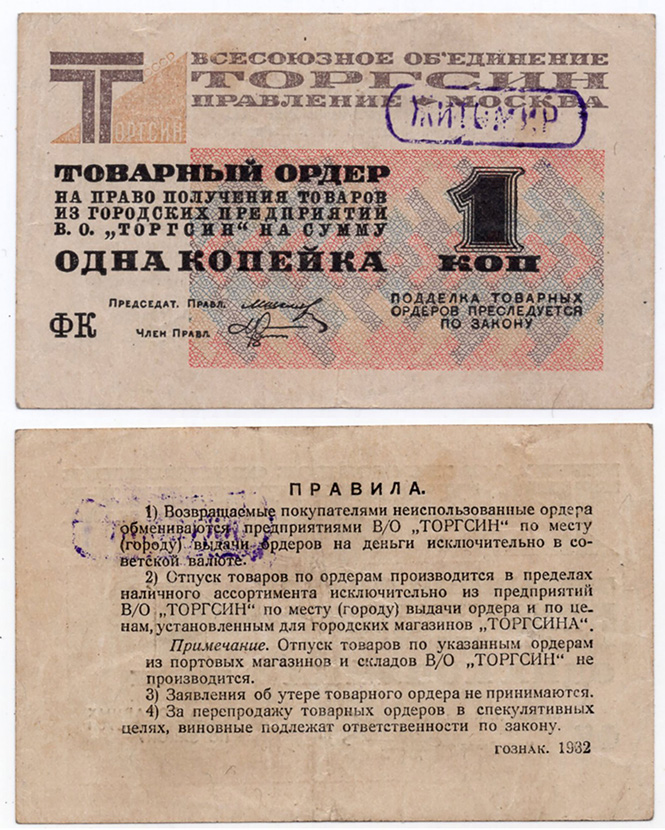 ТОРГСИН
ВСЕСОЮЗНОЕ ОБ'ЕДИНЕНИЕ
ТОРГСИН
ПРАВЛЕНИЕ МОСКВА
ЖИТОМИР
ТОВАРНЫЙ ОРДЕР
НА ПРАВО ПОЛУЧЕНИЯ ТОВАРОВ
ИЗ ГОРОДСКИХ ПРЕДПРИЯТИЙ
В. О. „ТОРГСИН“ НА СУММУ
ОДНА КОПЕЙКА
1
КОП
ПРЕДСЕДАТ. ПРАВЛ.
ЧЛЕН ПРАВЛ.
ФК
ПОДДЕЛКА ТОВАРНЫХ
ОРДЕРОВ ПРЕСЛЕДУЕТСЯ
ПО ЗАКОНУ
ПРАВИЛА.
1) Возвращаемые покупателями неиспользованные ордера
обмениваются предприятиями В/О „ТОРГСИН“ по месту
(городу) выдачи ордеров на деньги исключительно в со-
ветской валюте.
2) Отпуск товаров по ордерам производится в пределах
наличного ассортимента исключительно из предприятий
В/О „ТОРГСИН“ по месту (городу) выдачи ордера и по це-
нам, установленным для городских магазинов „ТОРГСИНА“.
Примечание. Отпуск товаров по указанным ордерам
из портовых магазинов и складов В/О „ТОРГСИН“ не
производится.
3) Заявления об утере товарного ордера не принимаются.
4) За перепродажу товарных ордеров в спекулятивных
целях, виновные подлежат ответственности по закону.
ГОЗНАК. 1932